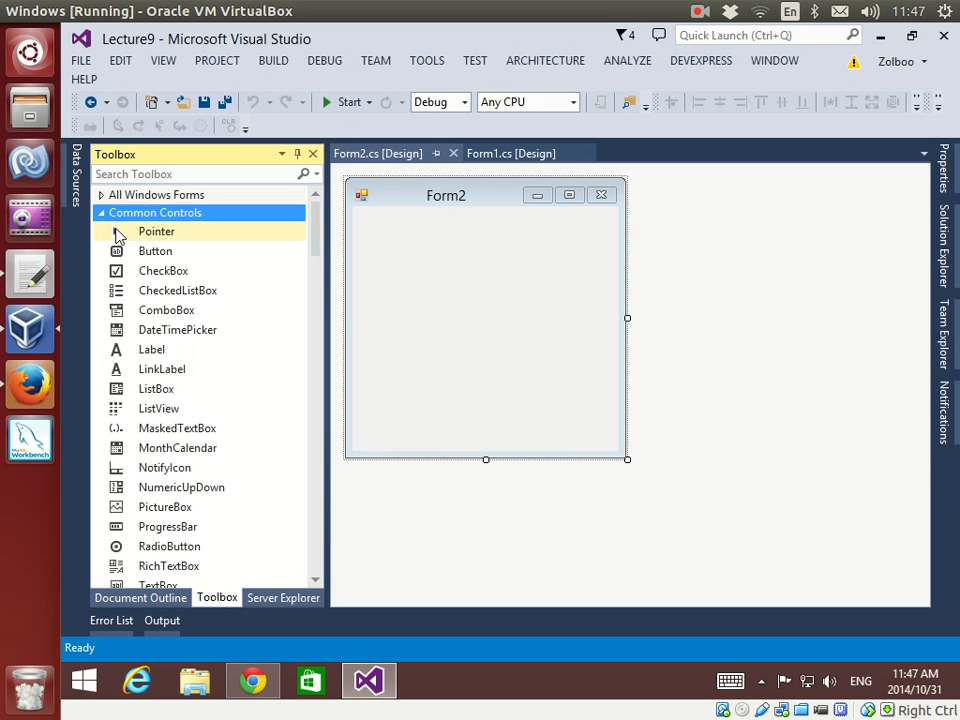 Windows [Running] - Oracle VM VirtualBox
En
11:47
Lecture9 - Microsoft Visual Studio
4
Quick Launch (Ctrl+Q)
FILE EDIT VIEW PROJECT BUILD DEBUG TEAM TOOLS TEST ARCHITECTURE ANALYZE DEVEXPRESS WINDOW
Zolboo
HELP
Start
Debug
Any CPU
Data Sources
Toolbox
Search Toolbox
All Windows Forms
Common Controls
Pointer
Button
CheckBox
CheckedListBox
ComboBox
DateTimePicker
Label
LinkLabel
ListBox
ListView
MaskedTextBox
MonthCalendar
NotifyIcon
NumericUpDown
PictureBox
ProgressBar
RadioButton
RichTextBox
TextBox
Document Outline Toolbox Server Explorer
Form2.cs [Design]
Form1.cs [Design]
Form2
Properties
Solution Explorer
Team Explorer
Notifications
Error List Output
Ready
MySQL
Workbench
ENG
11:47 AM
2014/10/31
Right Ctrl